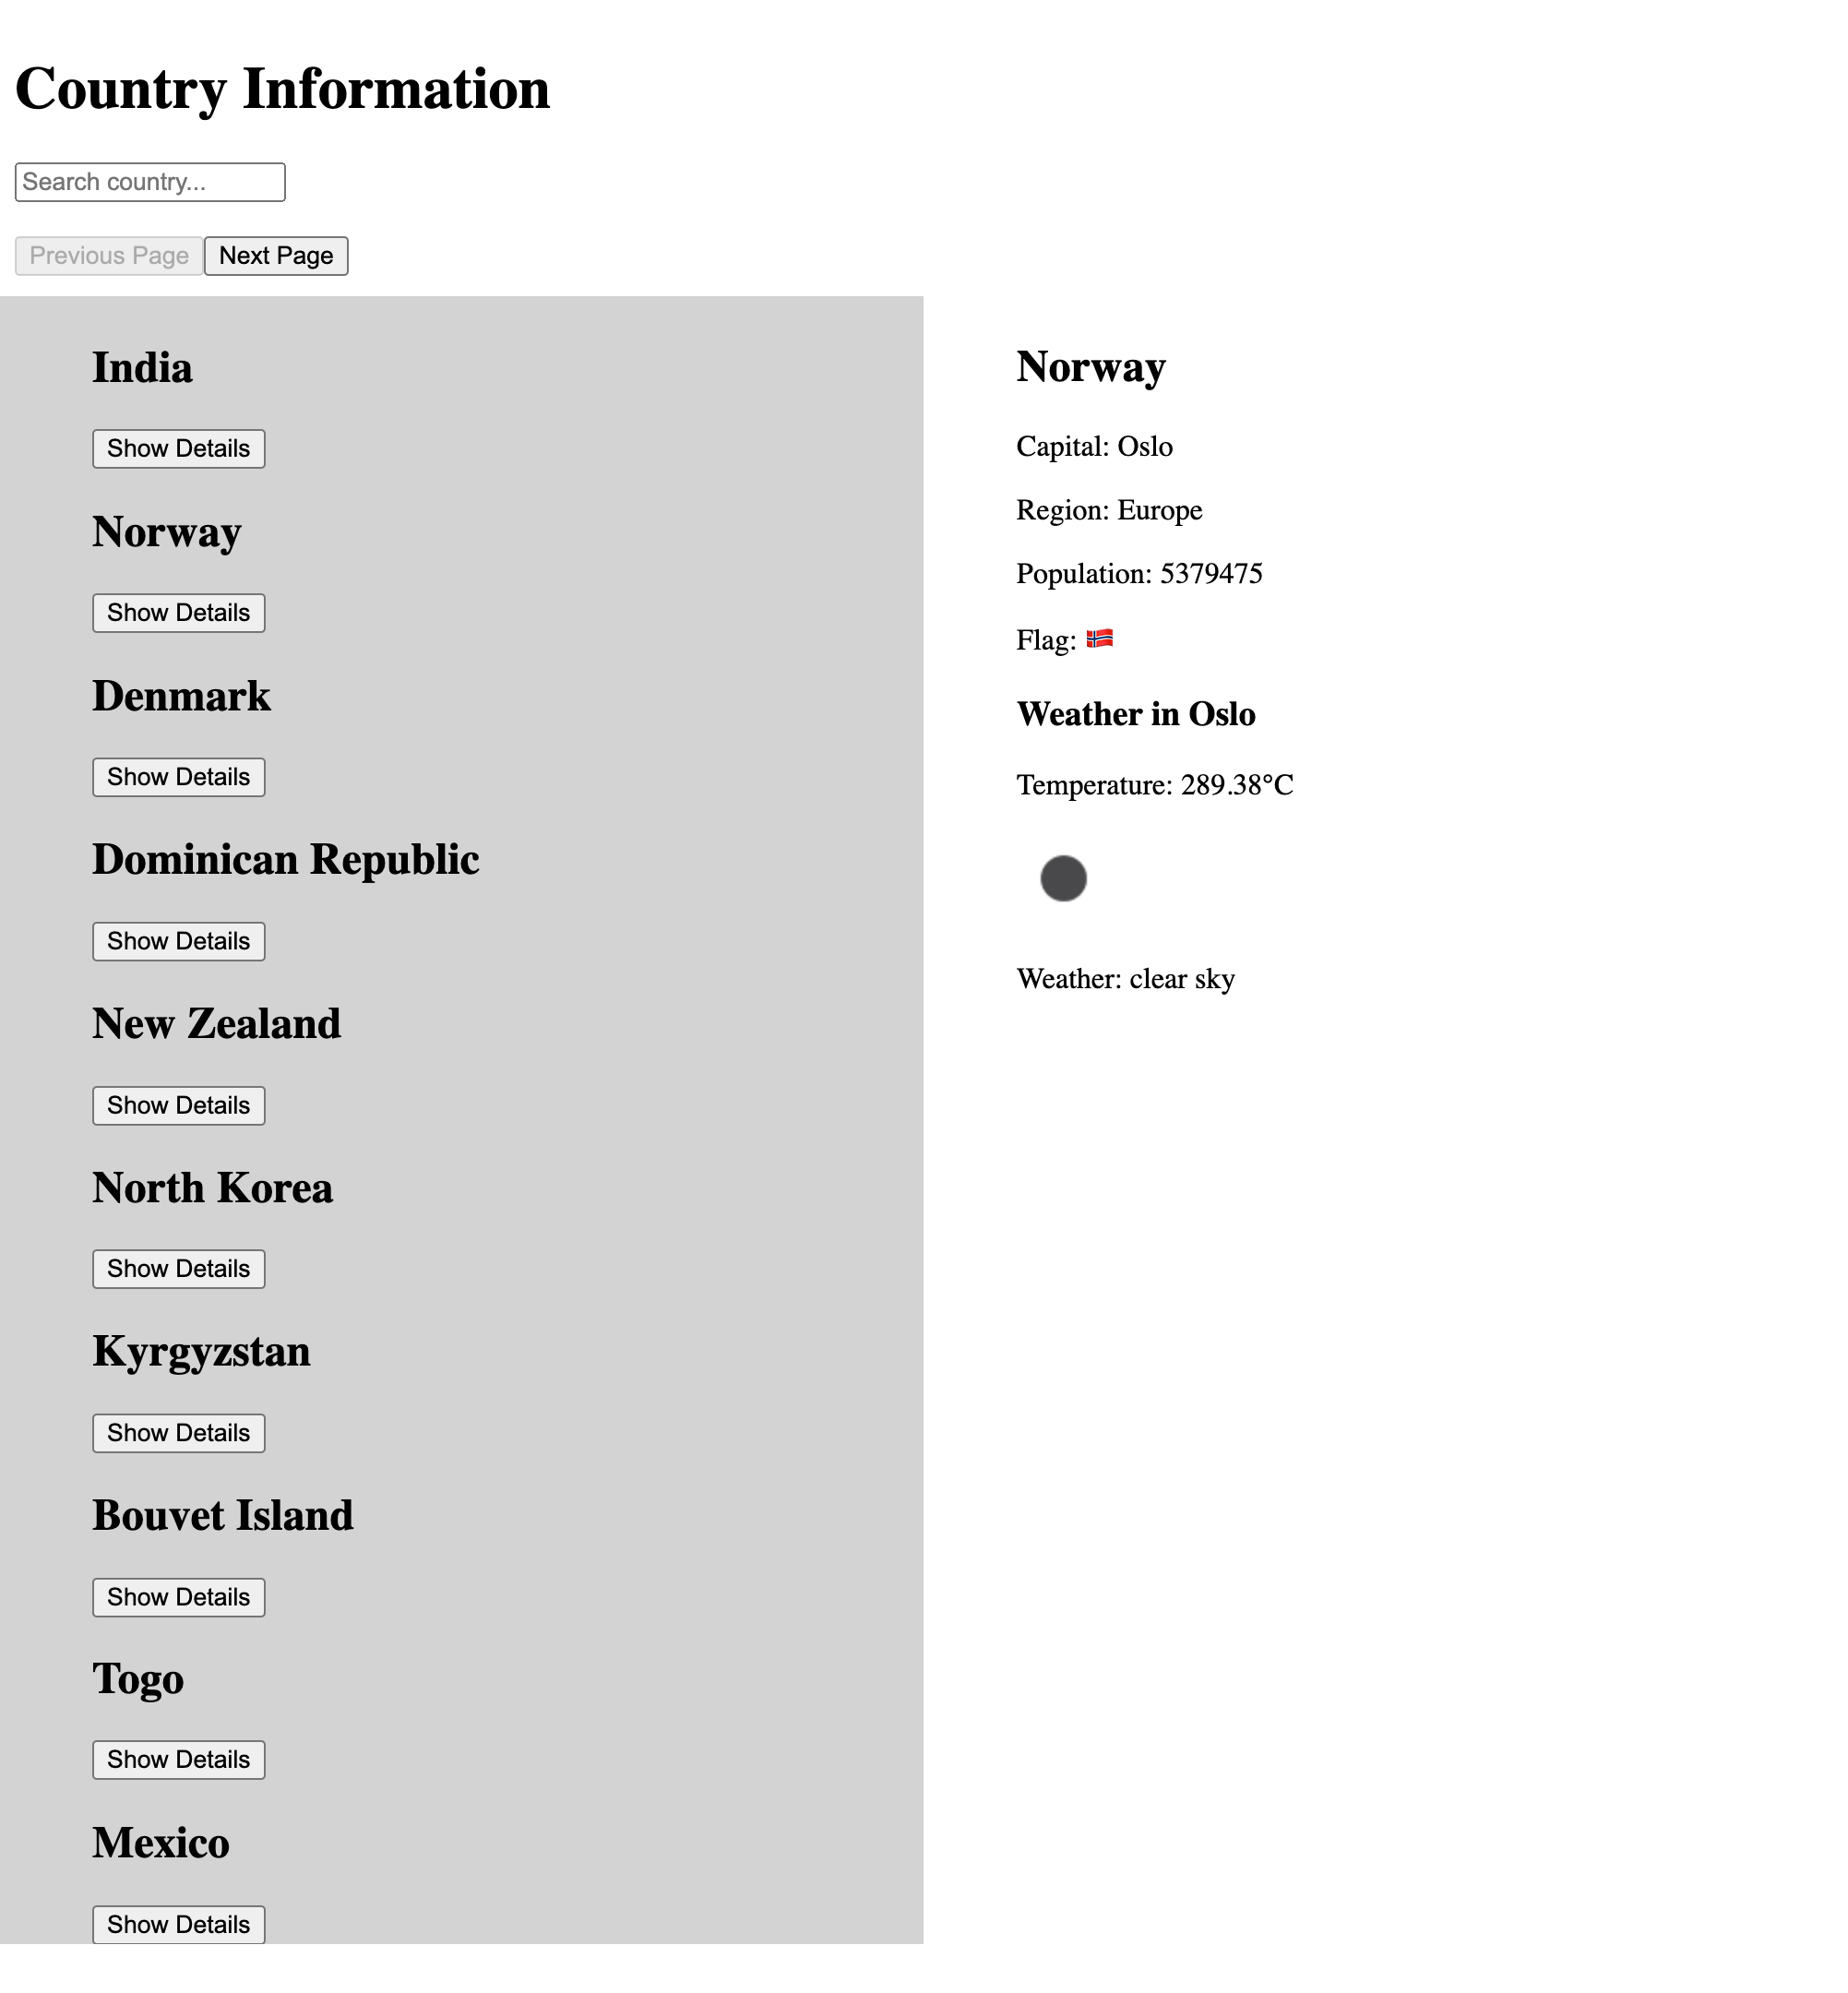 Country Information
Search country...
Previous Page Next Page
India
Show Details
Norway
Show Details
Denmark
Show Details
Dominican Republic
Show Details
New Zealand
Show Details
North Korea
Show Details
Kyrgyzstan
Show Details
Bouvet Island
Show Details
Togo
Show Details
Mexico
Show Details
Norway
Capital: Oslo
Region: Europe
Population: 5379475
Flag: 🇳🇴
Weather in Oslo
Temperature: 289.38°C
Weather: clear sky